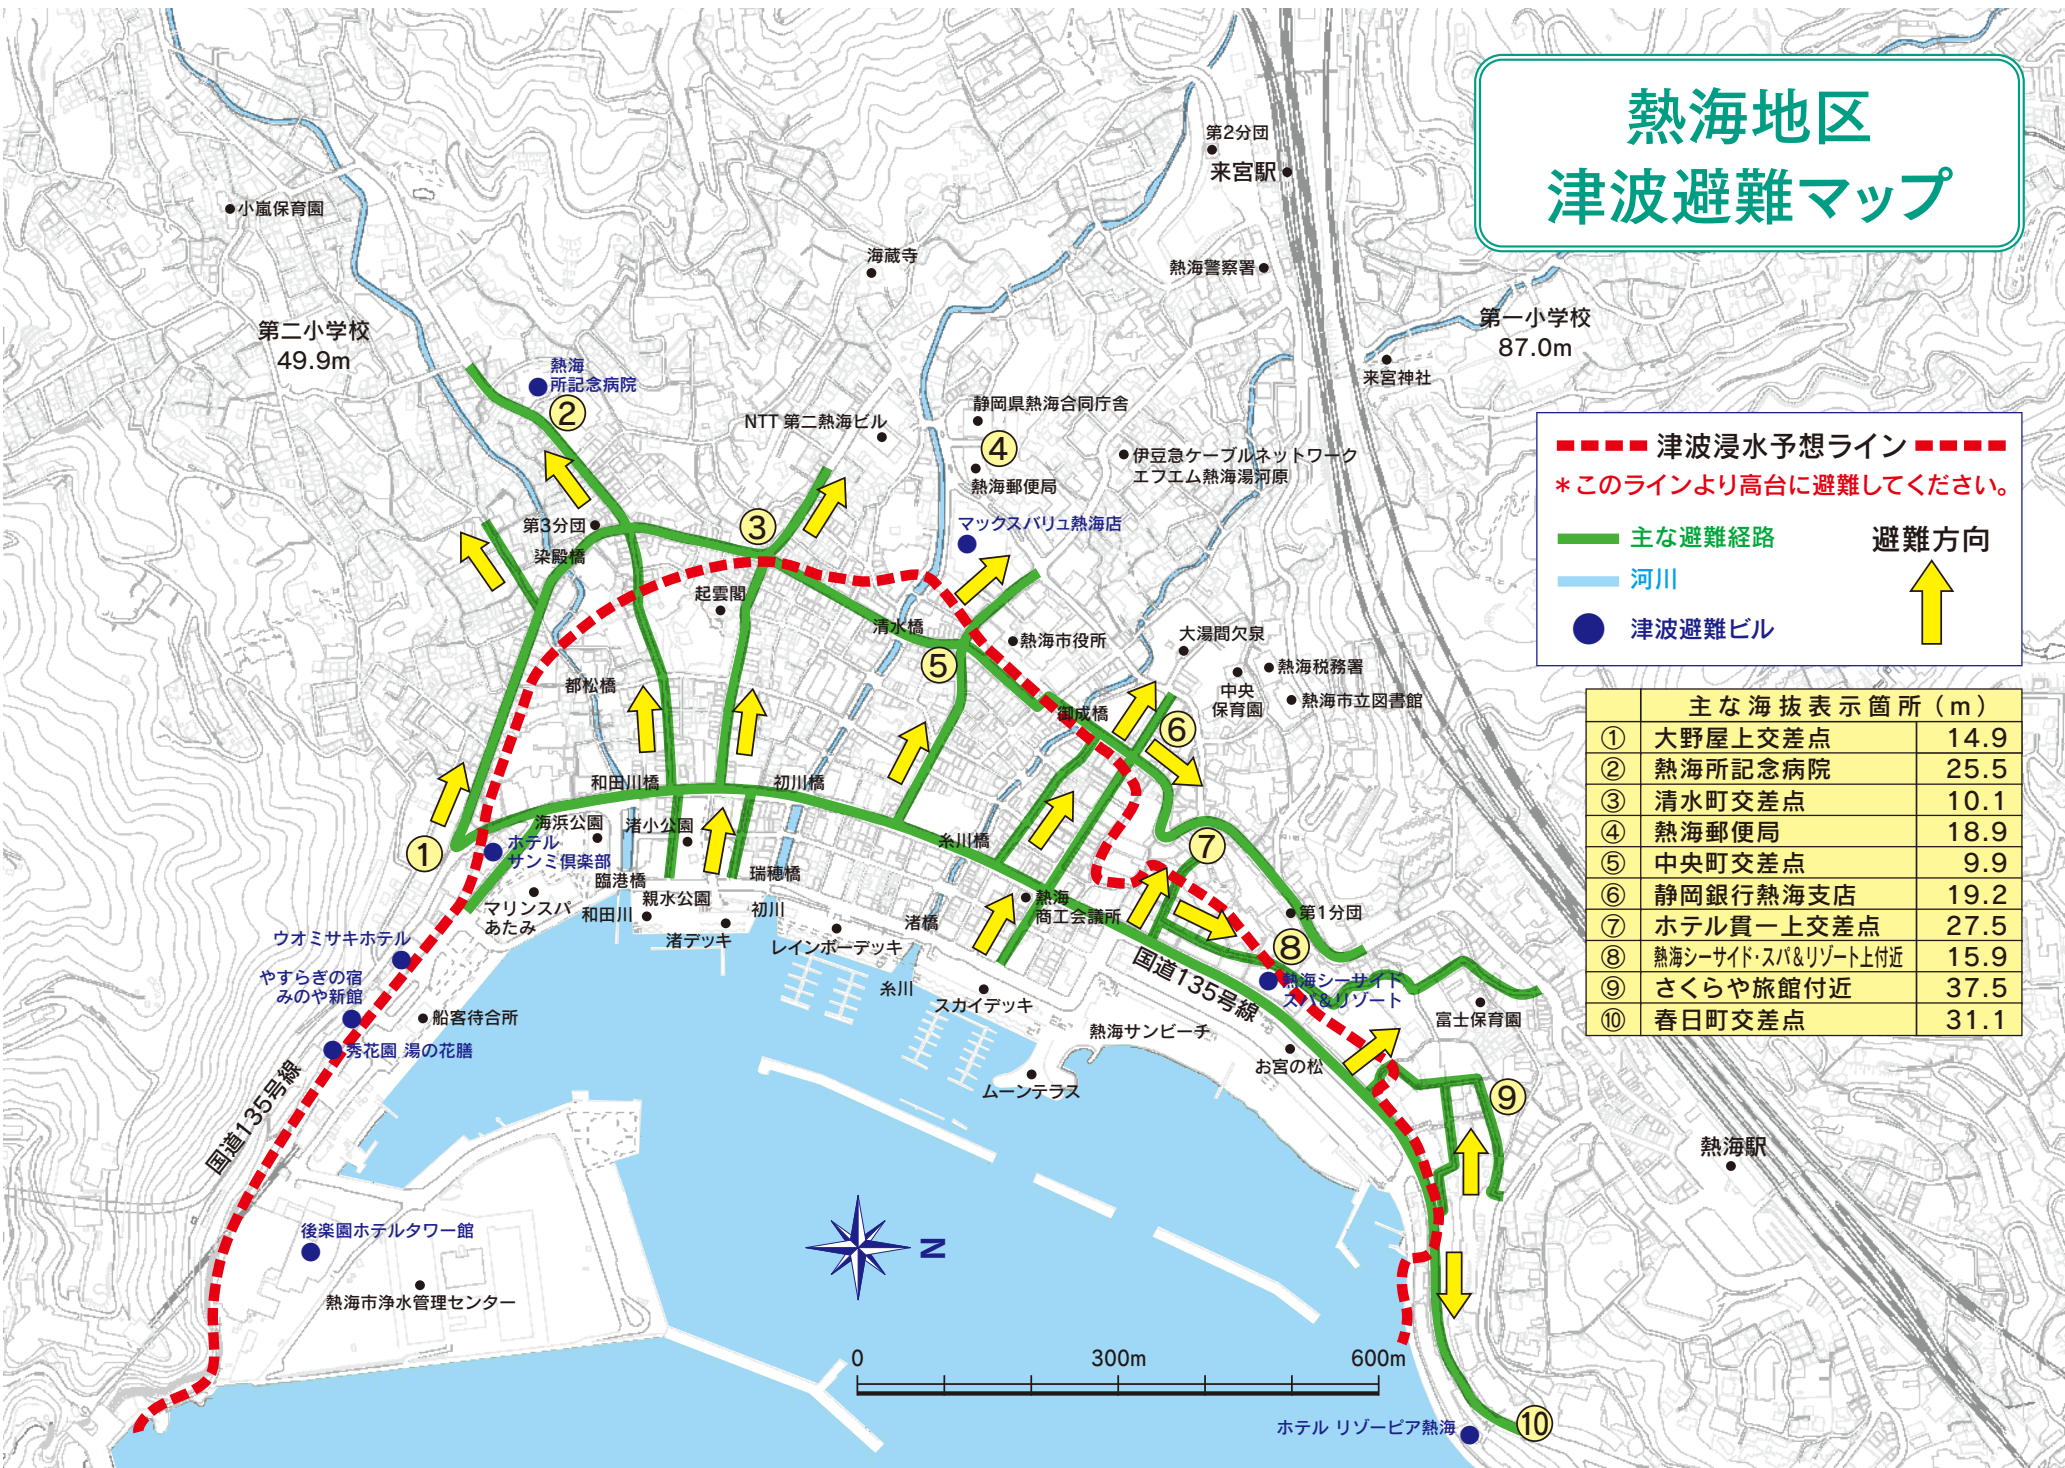 熱海地区
津波避難マップ
第2分団
来宮駅
小嵐保育園
海蔵寺
熱海警察署
第二小学校
49.9m
第一小学校
87.0m
来宮神社
熱海
所記念病院
②
NTT 第二熱海ビル
静岡県熱海合同庁舎
④
熱海郵便局
伊豆急ケーブルネットワーク
エフエム熱海湯河原
津波浸水予想ライン
＊このラインより高台に避難してください。
主な避難経路
避難方向
河川
津波避難ビル
第3分団
③
マックスバリュ熱海店
染殿橋
起雲閣
清水橋
熱海市役所
大湯間欠泉
⑤
熱海税務署
中央
保育園
熱海市立図書館
都松橋
御成橋
⑥
主な海抜表示箇所（m）
① 大野屋上交差点 14.9
② 熱海所記念病院 25.5
③ 清水町交差点 10.1
④ 熱海郵便局 18.9
⑤ 中央町交差点 9.9
⑥ 静岡銀行熱海支店 19.2
⑦ ホテル貫一上交差点 27.5
⑧ 熱海シーサイド・スパ&リゾート上付近 15.9
⑨ さくらや旅館付近 37.5
⑩ 春日町交差点 31.1
和田川橋
初川橋
海浜公園
渚小公園
糸川橋
①
ホテル
サンミ倶楽部
⑦
臨港橋
瑞穂橋
マリンスパ
あたみ
和田川
親水公園
初川
渚橋
熱海
商工会議所
第1分団
渚デッキ
レインボーデッキ
⑧
ウオミサキホテル
国道135号線
やすらぎの宿
みのや新館
糸川
スカイデッキ
熱海シーサイド
スパ&リゾート
船客待合所
富士保育園
熱海サンビーチ
秀花園 湯の花膳
お宮の松
ムーンテラス
⑨
国道135号線
熱海駅
後楽園ホテルタワー館
N
熱海市浄水管理センター
0 300m 600m
ホテル リゾーピア熱海
⑩